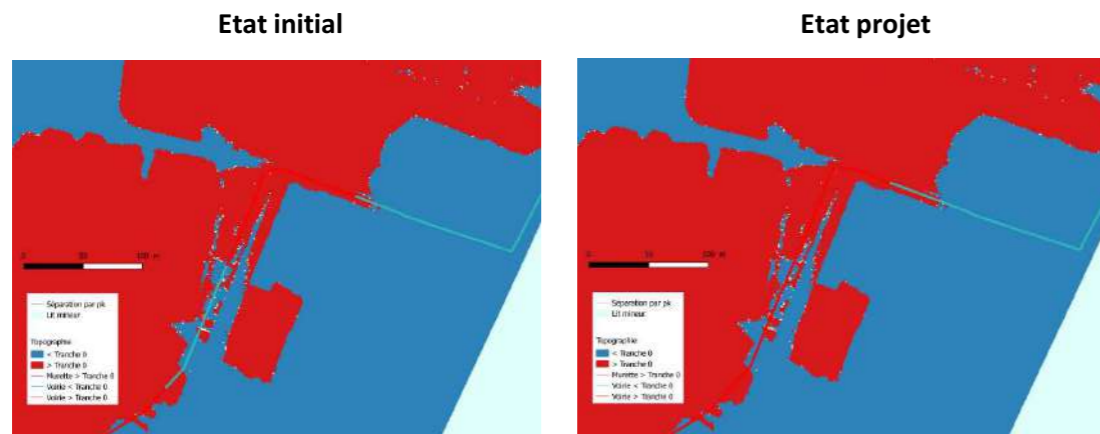 Etat initial
Etat projet
0 50 100 m
Séparation par pk
Lit mineur
Topographie
< Tranche 0
> Tranche 0
Murette > Tranche 0
Voirie < Tranche 0
Voirie > Tranche 0
0 50 100 m
Séparation par pk
Lit mineur
Topographie
< Tranche 0
> Tranche 0
Murette > Tranche 0
Voirie < Tranche 0
Voirie > Tranche 0